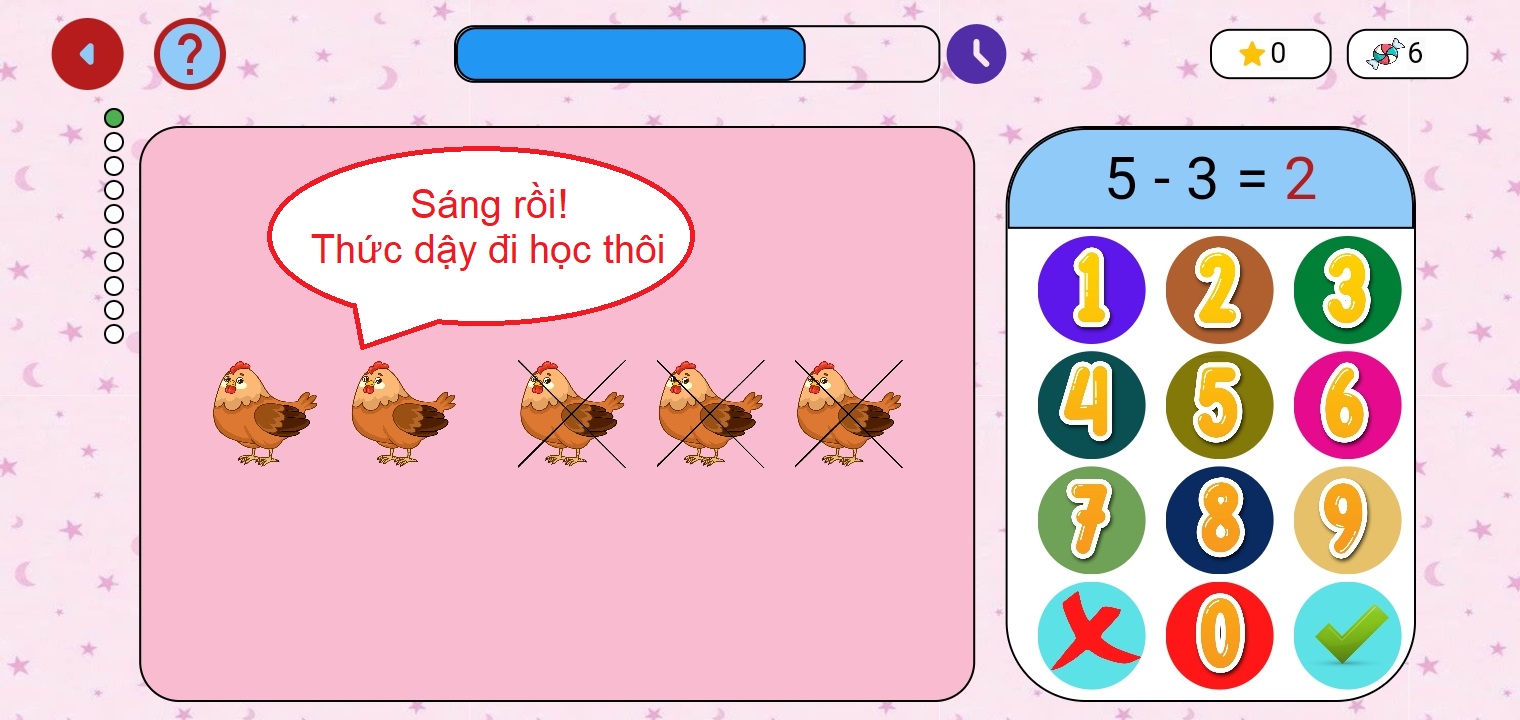 ?
0
6
Sáng rồi!
Thức dậy đi học thôi
5 - 3 = 2
1 2 3
4 5 6
7 8 9
0